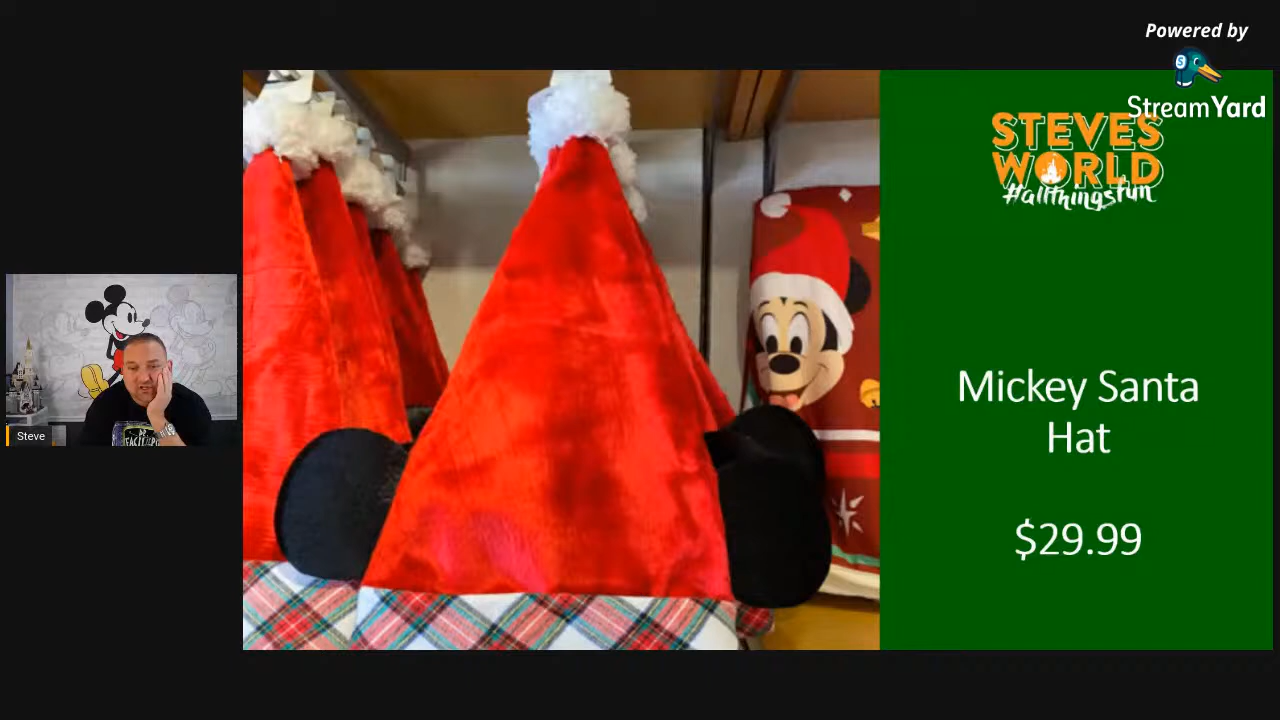 Powered by
StreamYard
STEVES
WORLD
#allthingsfun
Mickey Santa
Hat
$29.99
Steve